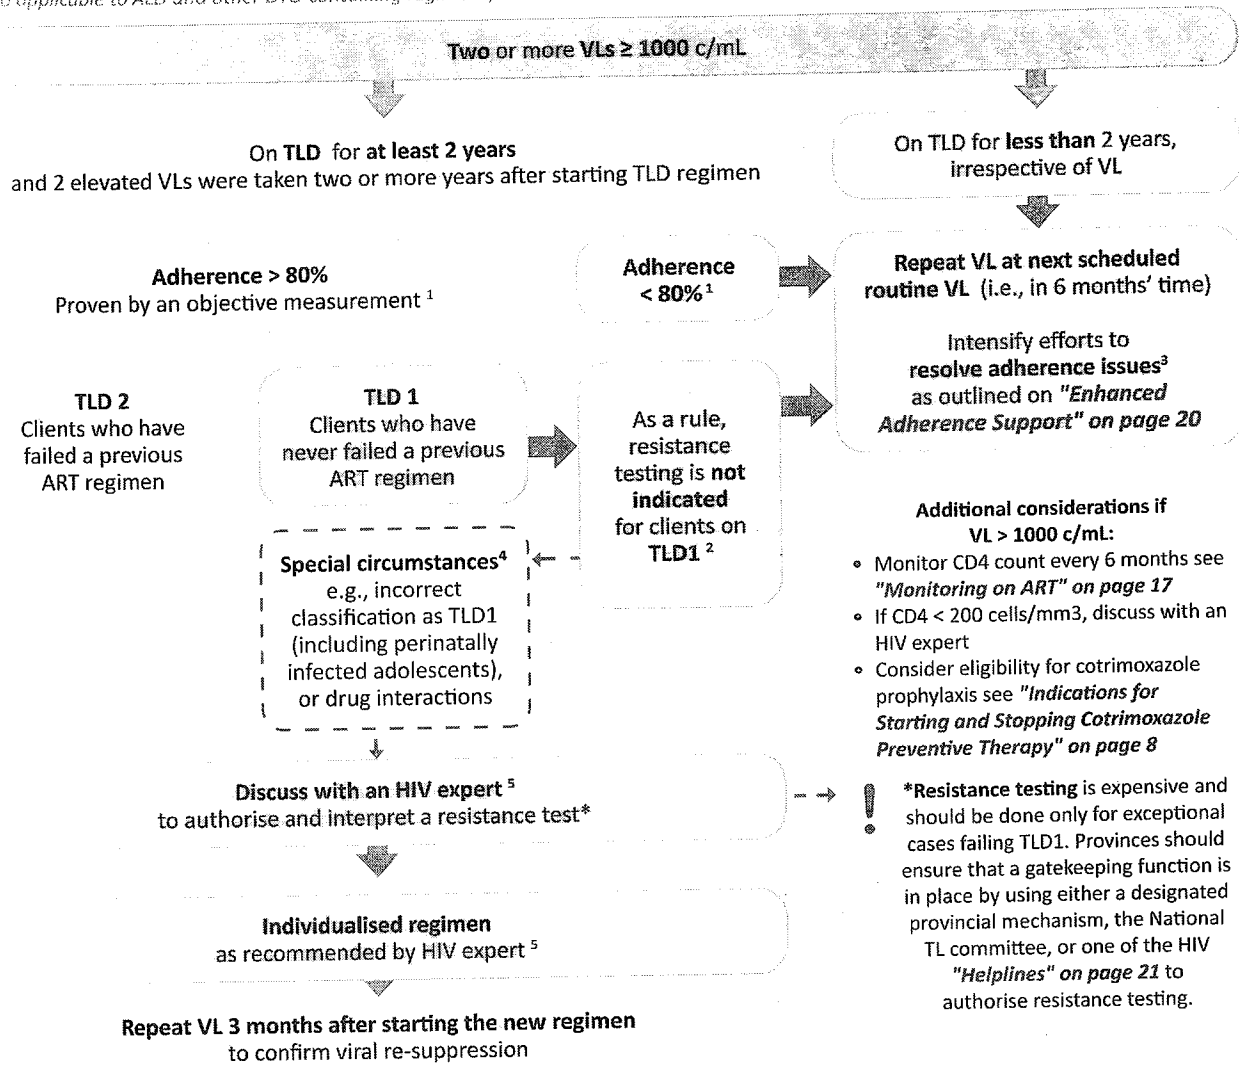 applicable to ALD and other DTG-containing regimens)
Two or more VLs ≥ 1000 c/mL
On TLD for at least 2 years
and 2 elevated VLs were taken two or more years after starting TLD regimen
On TLD for less than 2 years,
irrespective of VL
Adherence > 80%
Proven by an objective measurement 1
Adherence
< 80% 1
Repeat VL at next scheduled
routine VL (i.e., in 6 months' time)
Intensify efforts to
resolve adherence issues3
as outlined on "Enhanced
Adherence Support" on page 20
TLD 2
Clients who have
failed a previous
ART regimen
TLD 1
Clients who have
never failed a previous
ART regimen
As a rule,
resistance
testing is not
indicated
for clients on
TLD1 2
Special circumstances4
e.g., incorrect
classification as TLD1
(including perinatally
infected adolescents),
or drug interactions
Additional considerations if
VL > 1000 c/mL:
• Monitor CD4 count every 6 months see
"Monitoring on ART" on page 17
• If CD4 < 200 cells/mm3, discuss with an
HIV expert
• Consider eligibility for cotrimoxazole
prophylaxis see "Indications for
Starting and Stopping Cotrimoxazole
Preventive Therapy" on page 8
Discuss with an HIV expert 5
to authorise and interpret a resistance test*
!
*Resistance testing is expensive and
should be done only for exceptional
cases failing TLD1. Provinces should
ensure that a gatekeeping function is
in place by using either a designated
provincial mechanism, the National
TL committee, or one of the HIV
"Helplines" on page 21 to
authorise resistance testing.
Individualised regimen
as recommended by HIV expert 5
Repeat VL 3 months after starting the new regimen
to confirm viral re-suppression